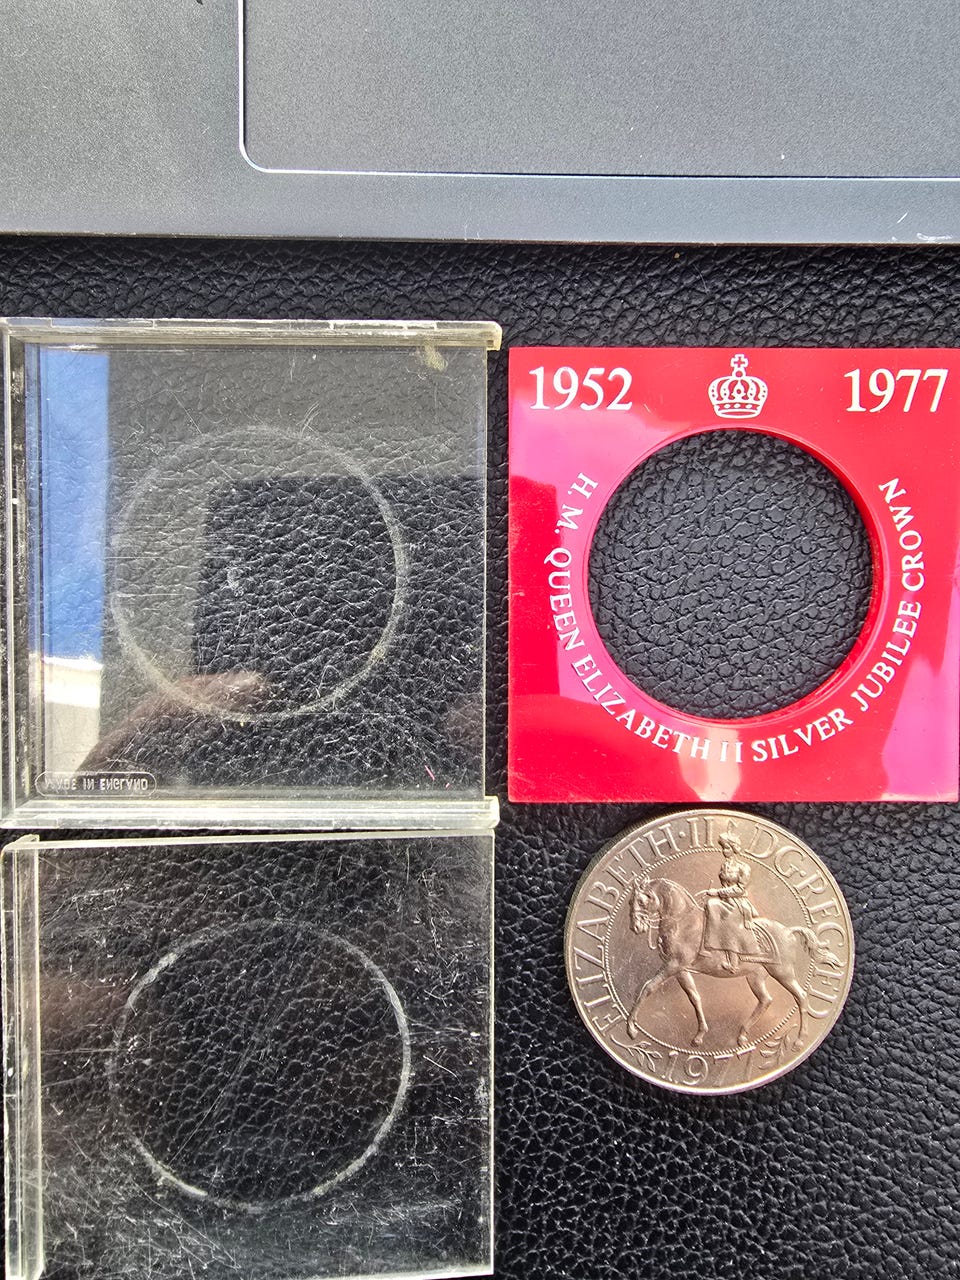 1952 1977
H.M. QUEEN ELIZABETH II SILVER JUBILEE CROWN
MADE IN ENGLAND
ELIZABETH·II D·G·REG·F·D
1977